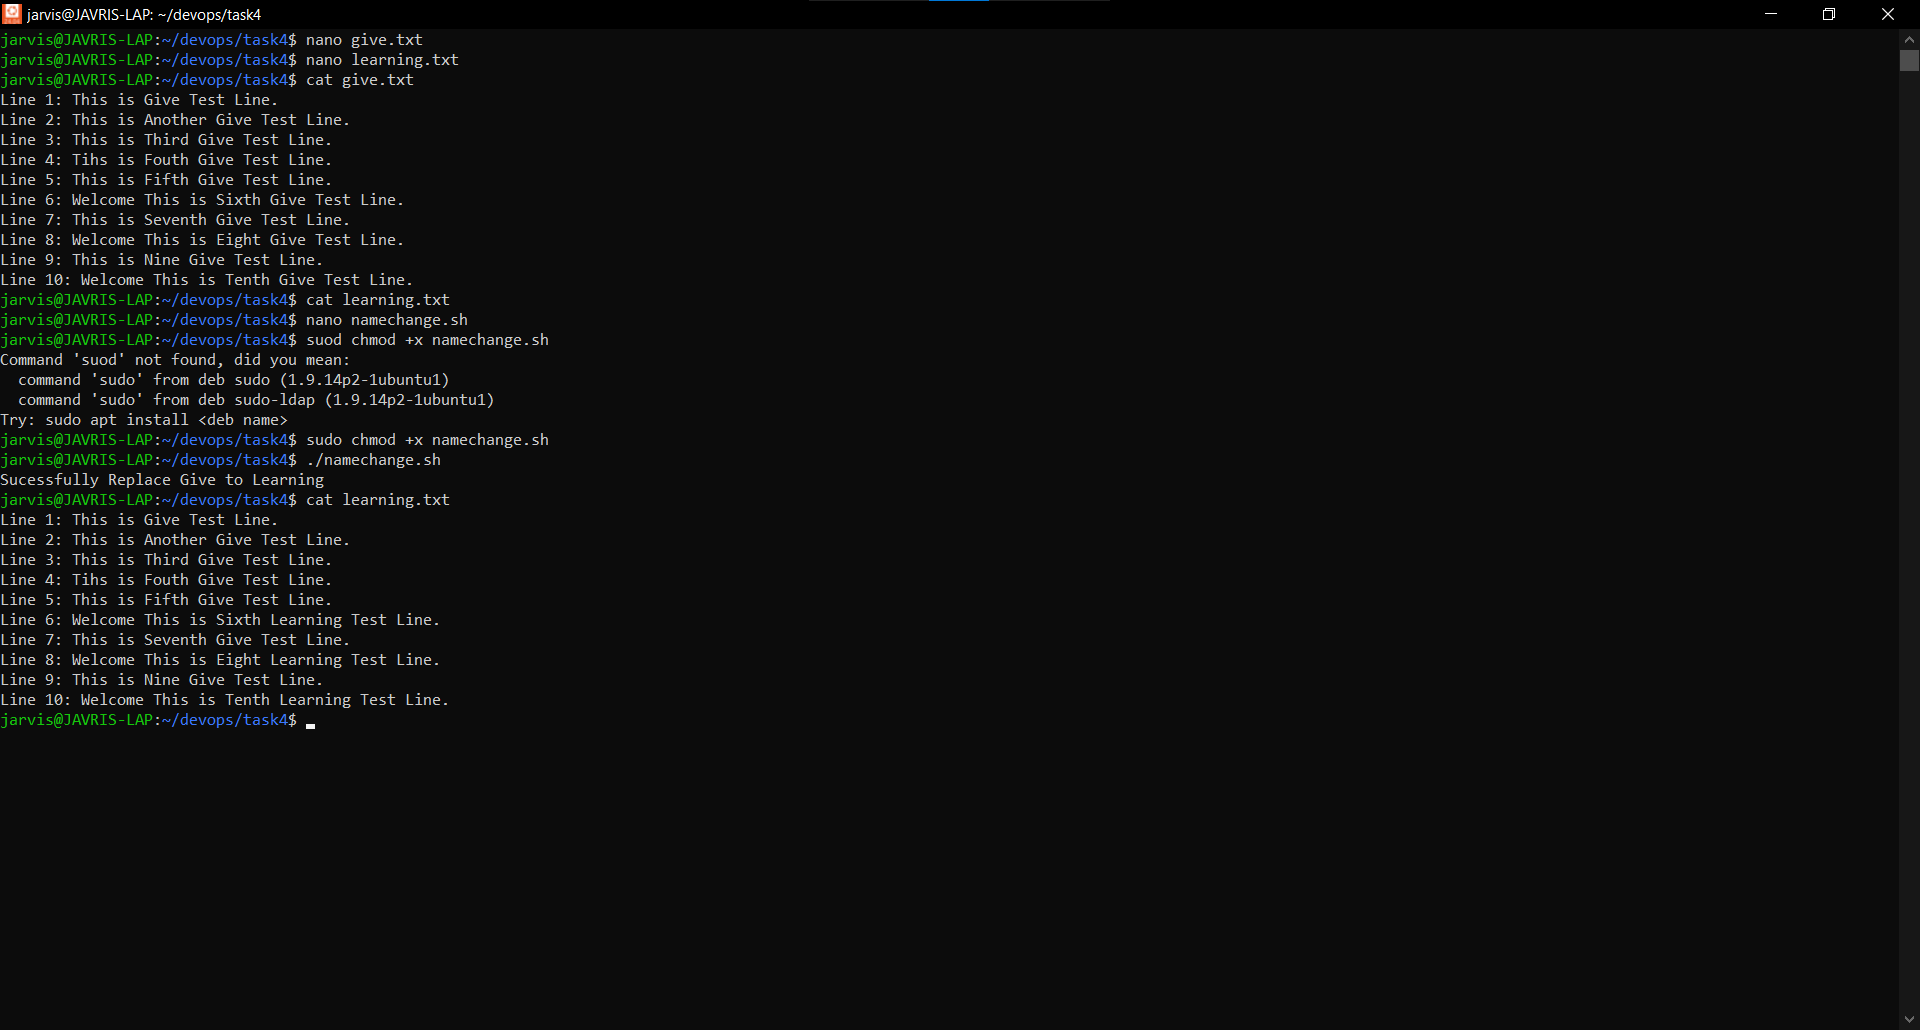 jarvis@JAVRIS-LAP: ~/devops/task4
jarvis@JAVRIS-LAP:~/devops/task4$ nano give.txt
jarvis@JAVRIS-LAP:~/devops/task4$ nano learning.txt
jarvis@JAVRIS-LAP:~/devops/task4$ cat give.txt
Line 1: This is Give Test Line.
Line 2: This is Another Give Test Line.
Line 3: This is Third Give Test Line.
Line 4: Tihs is Fouth Give Test Line.
Line 5: This is Fifth Give Test Line.
Line 6: Welcome This is Sixth Give Test Line.
Line 7: This is Seventh Give Test Line.
Line 8: Welcome This is Eight Give Test Line.
Line 9: This is Nine Give Test Line.
Line 10: Welcome This is Tenth Give Test Line.
jarvis@JAVRIS-LAP:~/devops/task4$ cat learning.txt
jarvis@JAVRIS-LAP:~/devops/task4$ nano namechange.sh
jarvis@JAVRIS-LAP:~/devops/task4$ suod chmod +x namechange.sh
Command 'suod' not found, did you mean:
  command 'sudo' from deb sudo (1.9.14p2-1ubuntu1)
  command 'sudo' from deb sudo-ldap (1.9.14p2-1ubuntu1)
Try: sudo apt install <deb name>
jarvis@JAVRIS-LAP:~/devops/task4$ sudo chmod +x namechange.sh
jarvis@JAVRIS-LAP:~/devops/task4$ ./namechange.sh
Sucessfully Replace Give to Learning
jarvis@JAVRIS-LAP:~/devops/task4$ cat learning.txt
Line 1: This is Give Test Line.
Line 2: This is Another Give Test Line.
Line 3: This is Third Give Test Line.
Line 4: Tihs is Fouth Give Test Line.
Line 5: This is Fifth Give Test Line.
Line 6: Welcome This is Sixth Learning Test Line.
Line 7: This is Seventh Give Test Line.
Line 8: Welcome This is Eight Learning Test Line.
Line 9: This is Nine Give Test Line.
Line 10: Welcome This is Tenth Learning Test Line.
jarvis@JAVRIS-LAP:~/devops/task4$